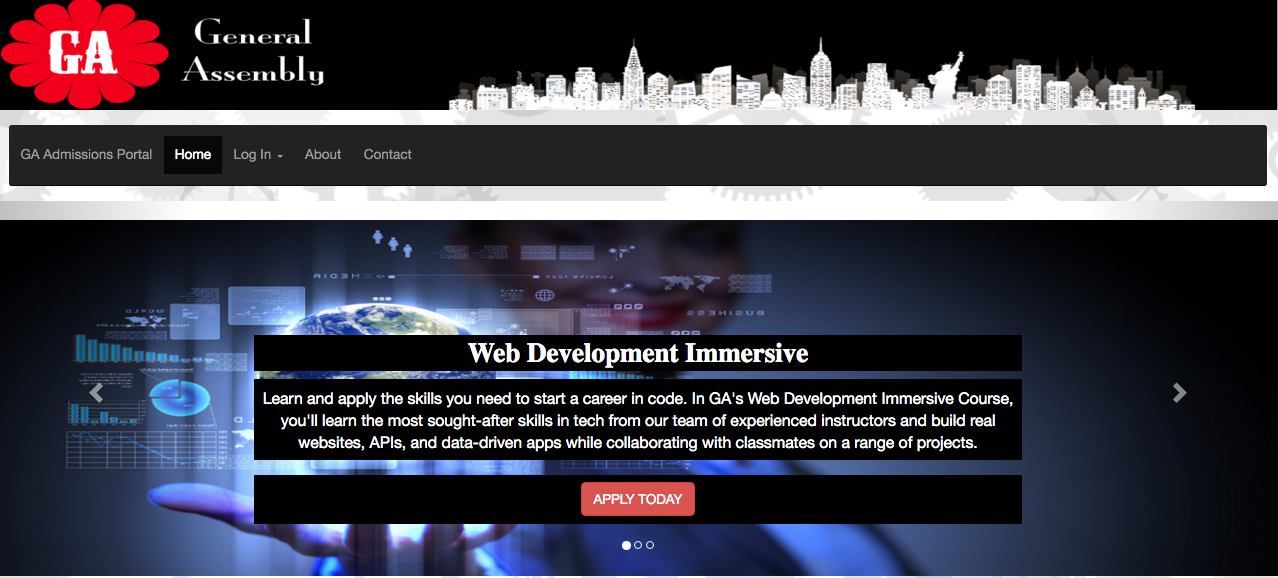 GA
General
Assembly
GA Admissions Portal Home Log In About Contact
MEDIA
WORLD
BUSINESS
Web Development Immersive
Learn and apply the skills you need to start a career in code. In GA's Web Development Immersive Course,
you'll learn the most sought-after skills in tech from our team of experienced instructors and build real
websites, APIs, and data-driven apps while collaborating with classmates on a range of projects.
APPLY TODAY